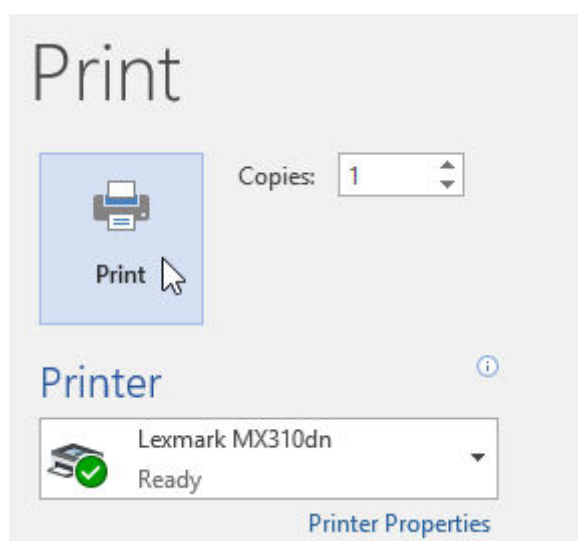 Print
Copies: 1
Print
Printer
Lexmark MX310dn
Ready
Printer Properties